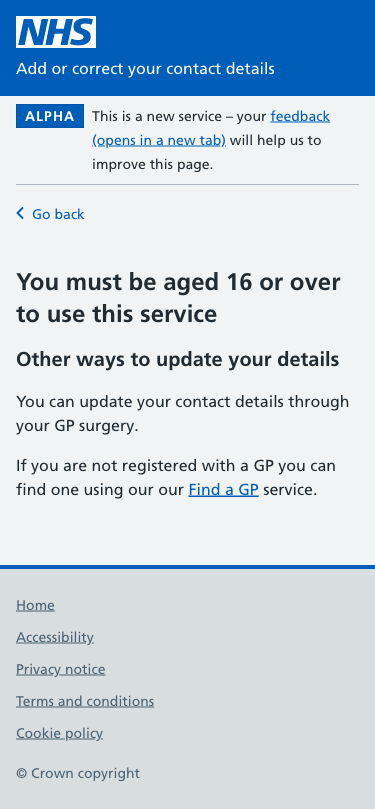 NHS
Add or correct your contact details
ALPHA
This is a new service – your feedback
(opens in a new tab) will help us to
improve this page.
Go back
You must be aged 16 or over
to use this service
Other ways to update your details
You can update your contact details through
your GP surgery.
If you are not registered with a GP you can
find one using our our Find a GP service.
Home
Accessibility
Privacy notice
Terms and conditions
Cookie policy
© Crown copyright